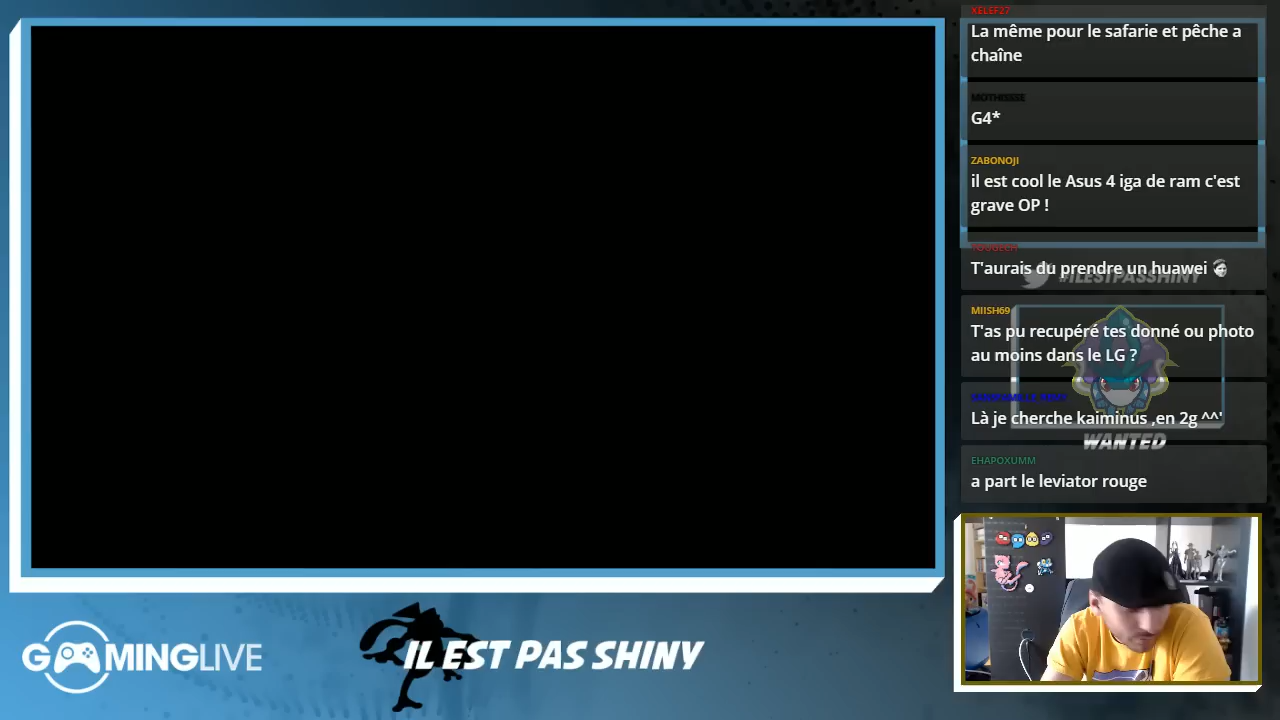 XELEF27
La même pour le safarie et pêche a
chaîne
MOTHISSSE
G4*
ZABONOJI
il est cool le Asus 4 iga de ram c'est
grave OP !
T'aurais du prendre un huawei
#ILESTPASSHINY
MIISH69
T'as pu recupéré tes donné ou photo
au moins dans le LG ?
Là je cherche kaiminus ,en 2g ^^'
WANTED
EHAPOXUMM
a part le leviator rouge
GAMINGLIVE
IL EST PAS SHINY